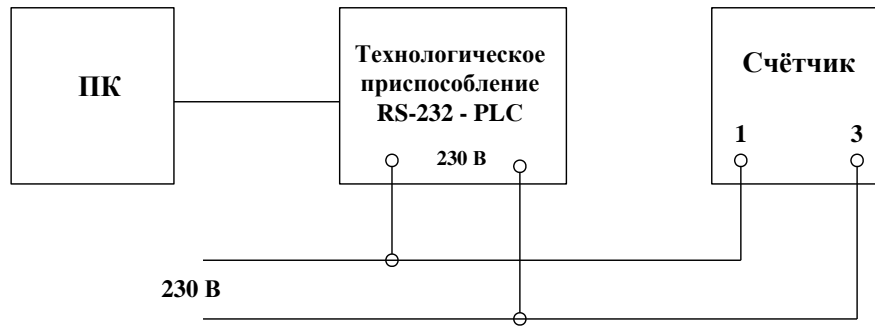 ПК
Технологическое
приспособление
RS-232 - PLC
230 В
Счётчик
1 3
230 В